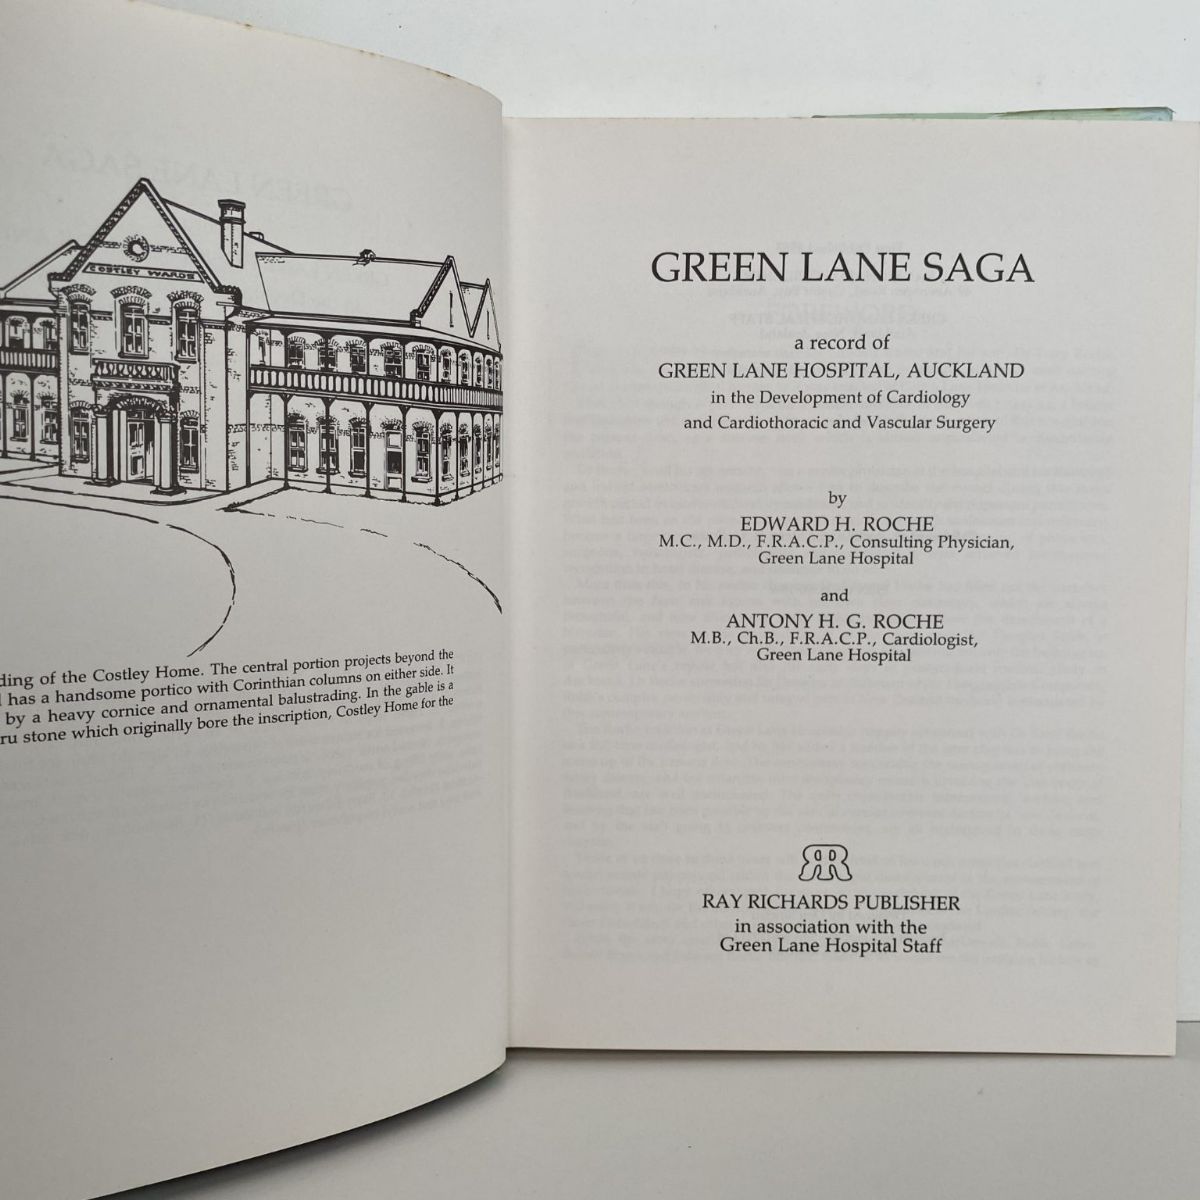 COSTLEY WARDS
ding of the Costley Home. The central portion projects beyond the
has a handsome portico with Corinthian columns on either side. It
by a heavy cornice and ornamental balustrading. In the gable is a
ru stone which originally bore the inscription, Costley Home for the
GREEN LANE SAGA
a record of
GREEN LANE HOSPITAL, AUCKLAND
in the Development of Cardiology
and Cardiothoracic and Vascular Surgery
by
EDWARD H. ROCHE
M.C., M.D., F.R.A.C.P., Consulting Physician,
Green Lane Hospital
and
ANTONY H. G. ROCHE
M.B., Ch.B., F.R.A.C.P., Cardiologist,
Green Lane Hospital
RR
RAY RICHARDS PUBLISHER
in association with the
Green Lane Hospital Staff